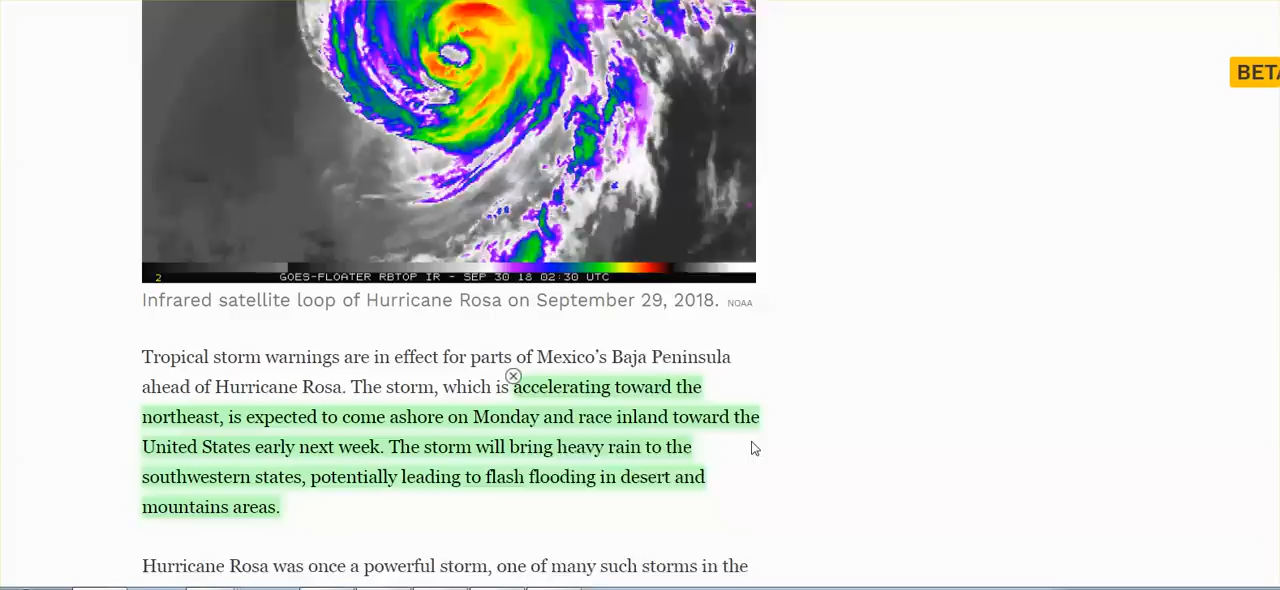 BETA
2
GOES-FLOATER RBTOP IR - SEP 30 18 02:30 UTC
Infrared satellite loop of Hurricane Rosa on September 29, 2018. NOAA
Tropical storm warnings are in effect for parts of Mexico’s Baja Peninsula
ahead of Hurricane Rosa. The storm, which is accelerating toward the
northeast, is expected to come ashore on Monday and race inland toward the
United States early next week. The storm will bring heavy rain to the
southwestern states, potentially leading to flash flooding in desert and
mountains areas.
Hurricane Rosa was once a powerful storm, one of many such storms in the